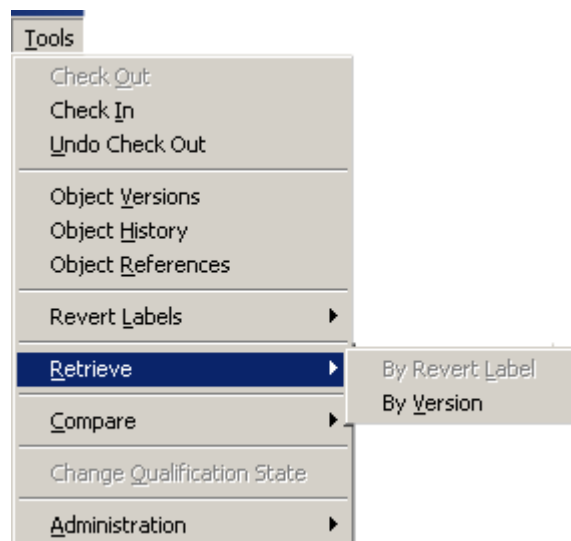 Tools
Check Out
Check In
Undo Check Out
Object Versions
Object History
Object References
Revert Labels
Retrieve
By Revert Label
By Version
Compare
Change Qualification State
Administration